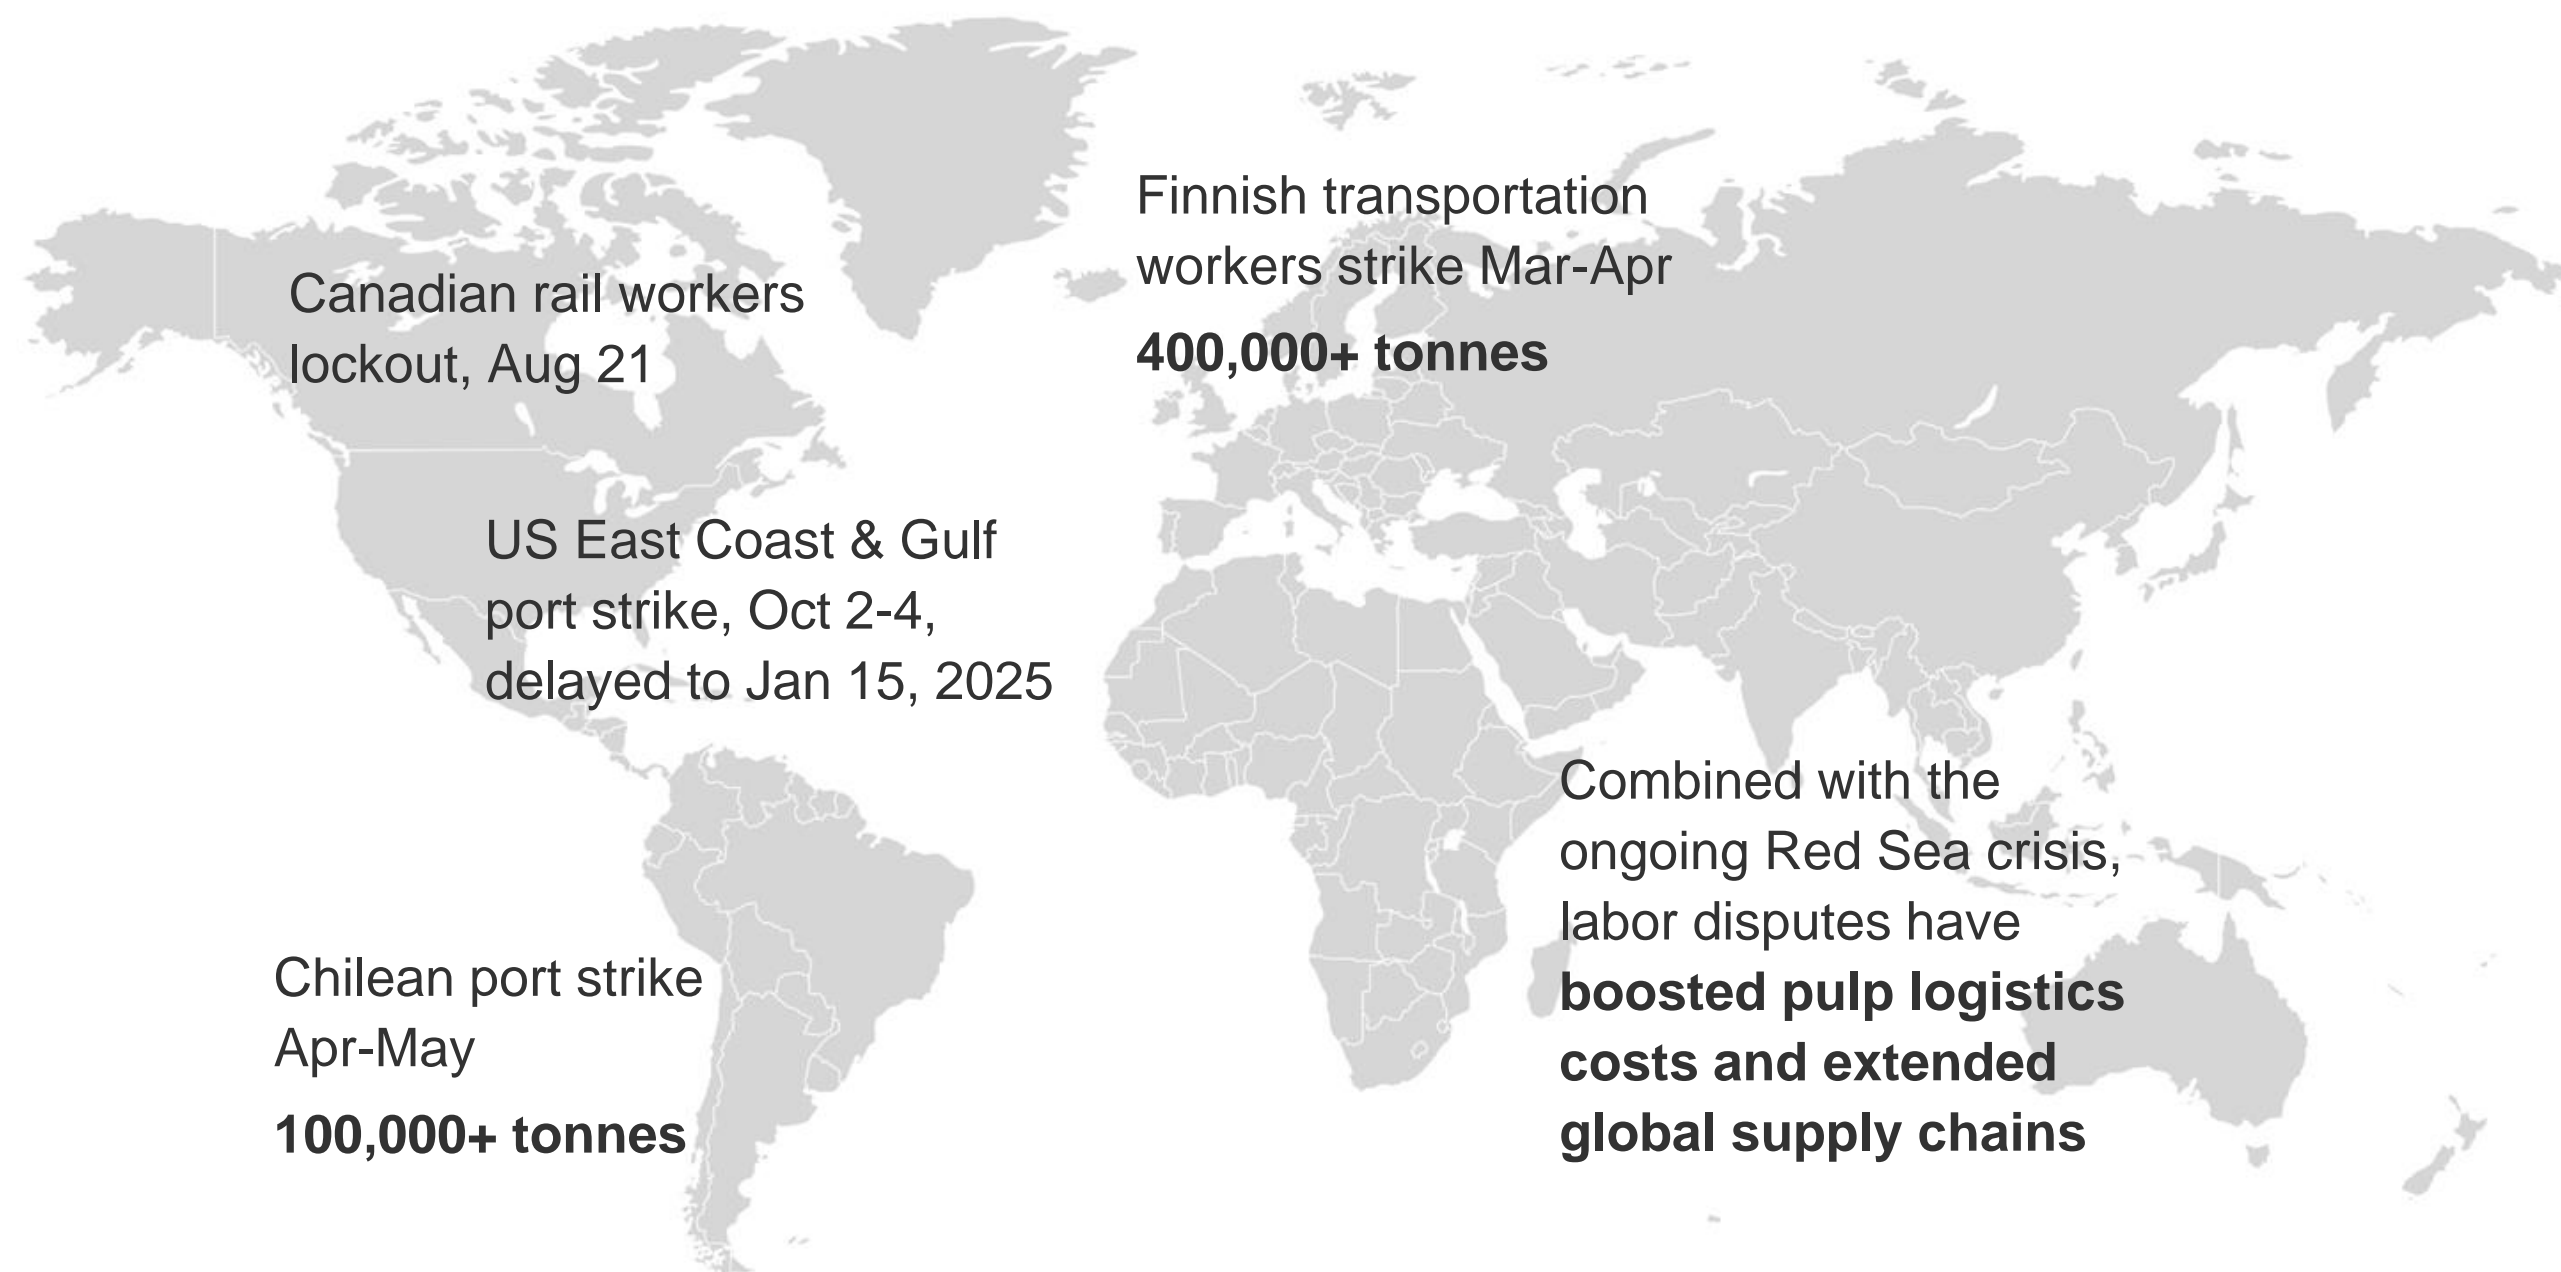 Finnish transportation
workers strike Mar-Apr
400,000+ tonnes
Canadian rail workers
lockout, Aug 21
US East Coast & Gulf
port strike, Oct 2-4,
delayed to Jan 15, 2025
Combined with the
ongoing Red Sea crisis,
labor disputes have
boosted pulp logistics
costs and extended
global supply chains
Chilean port strike
Apr-May
100,000+ tonnes